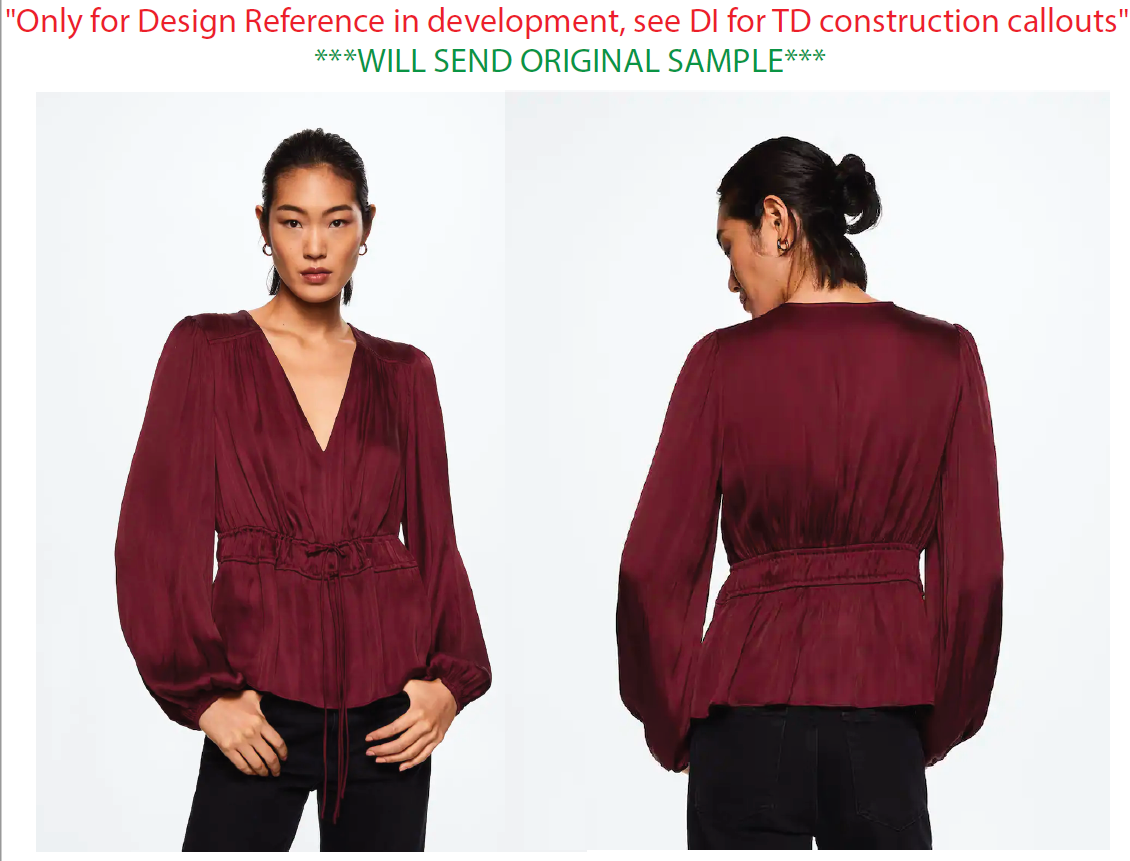 "Only for Design Reference in development, see DI for TD construction callouts"
***WILL SEND ORIGINAL SAMPLE***